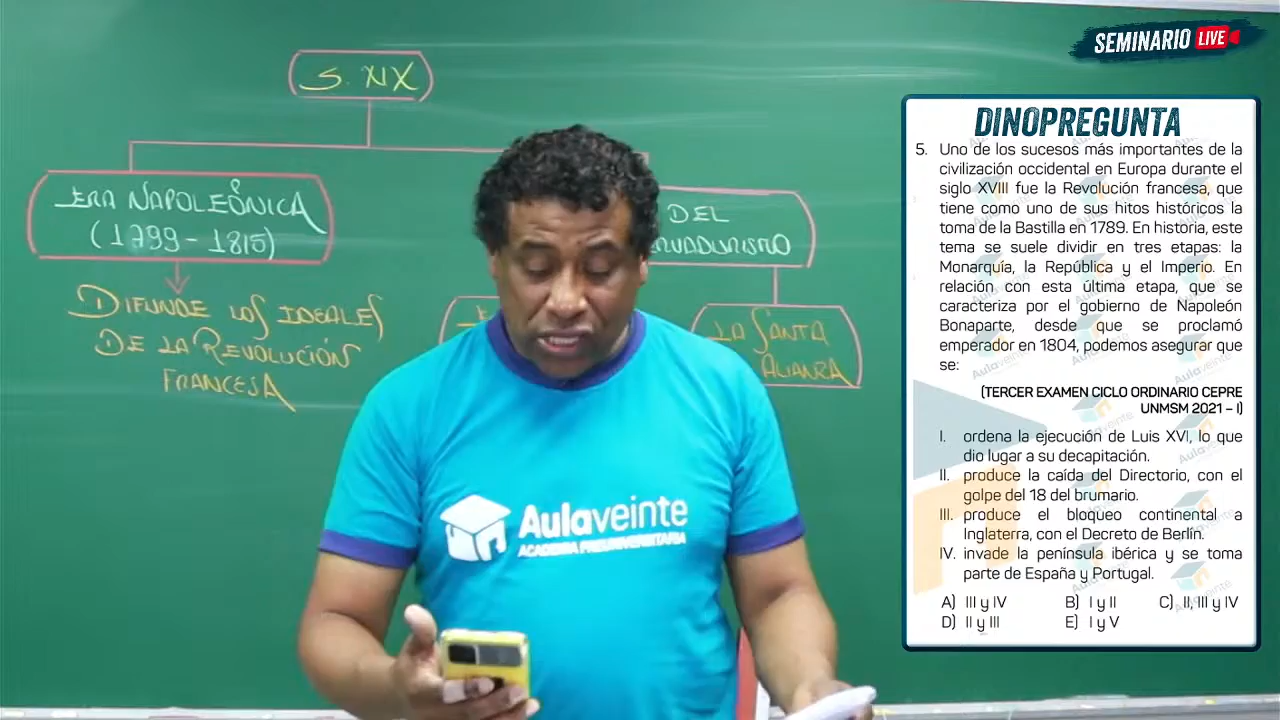 SEMINARIO LIVE
S. XIX
ERA NAPOLEÓNICA
(1799 - 1815)
DIFUNDE LOS IDEALES
DE LA REVOLUCIÓN
FRANCESA
DEL
LA SANTA
ALIANZA
Aulaveinte
ACADEMIA PREUNIVERSITARIA
DINOPREGUNTA
5. Uno de los sucesos más importantes de la
civilización occidental en Europa durante el
siglo XVIII fue la Revolución francesa, que
tiene como uno de sus hitos históricos la
toma de la Bastilla en 1789. En historia, este
tema se suele dividir en tres etapas: la
Monarquía, la República y el Imperio. En
relación con esta última etapa, que se
caracteriza por el gobierno de Napoleón
Bonaparte, desde que se proclamó
emperador en 1804, podemos asegurar que
se:
(TERCER EXAMEN CICLO ORDINARIO CEPRE
UNMSM 2021 – I)
I. ordena la ejecución de Luis XVI, lo que
dio lugar a su decapitación.
II. produce la caída del Directorio, con el
golpe del 18 del brumario.
III. produce el bloqueo continental a
Inglaterra, con el Decreto de Berlín.
IV. invade la península ibérica y se toma
parte de España y Portugal.
A) III y IV B) I y II C) II, III y IV
D) II y III E) I y V